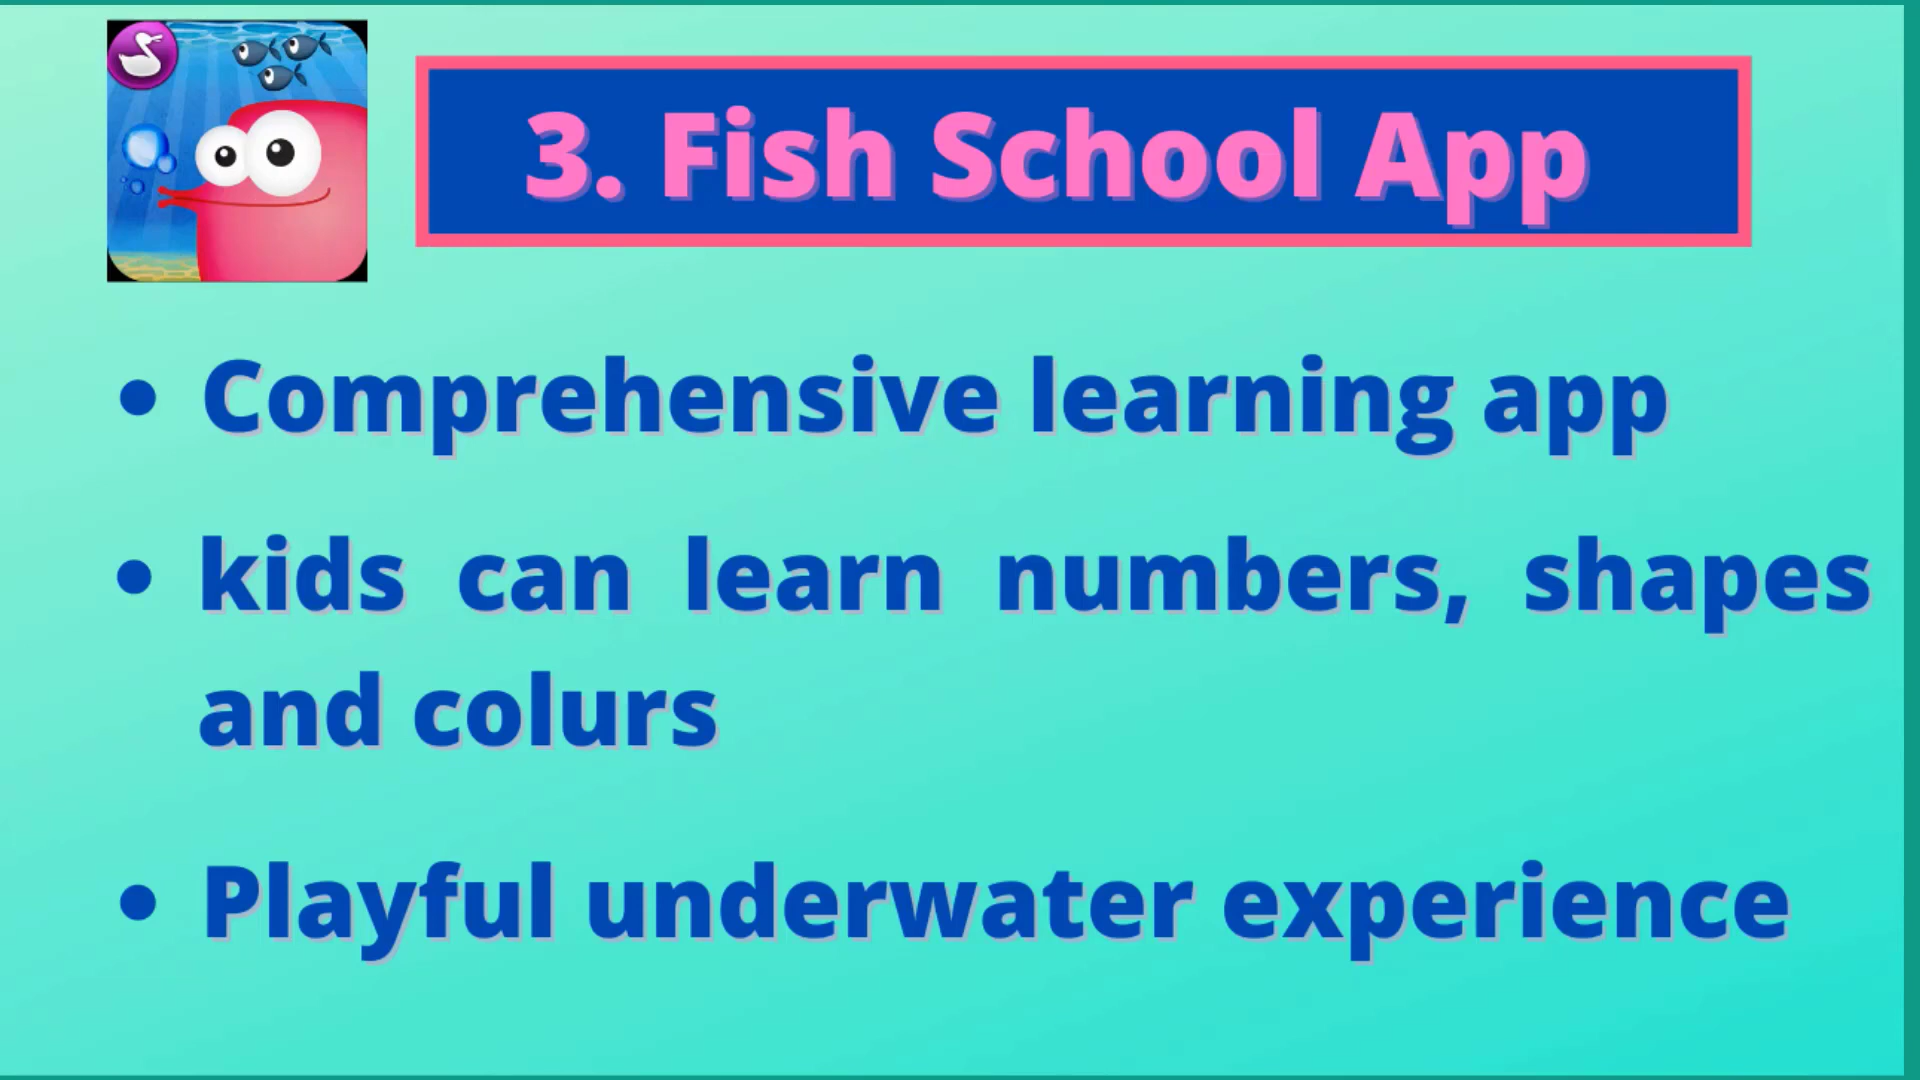 3. Fish School App
• Comprehensive learning app
• kids can learn numbers, shapes
and colurs
• Playful underwater experience